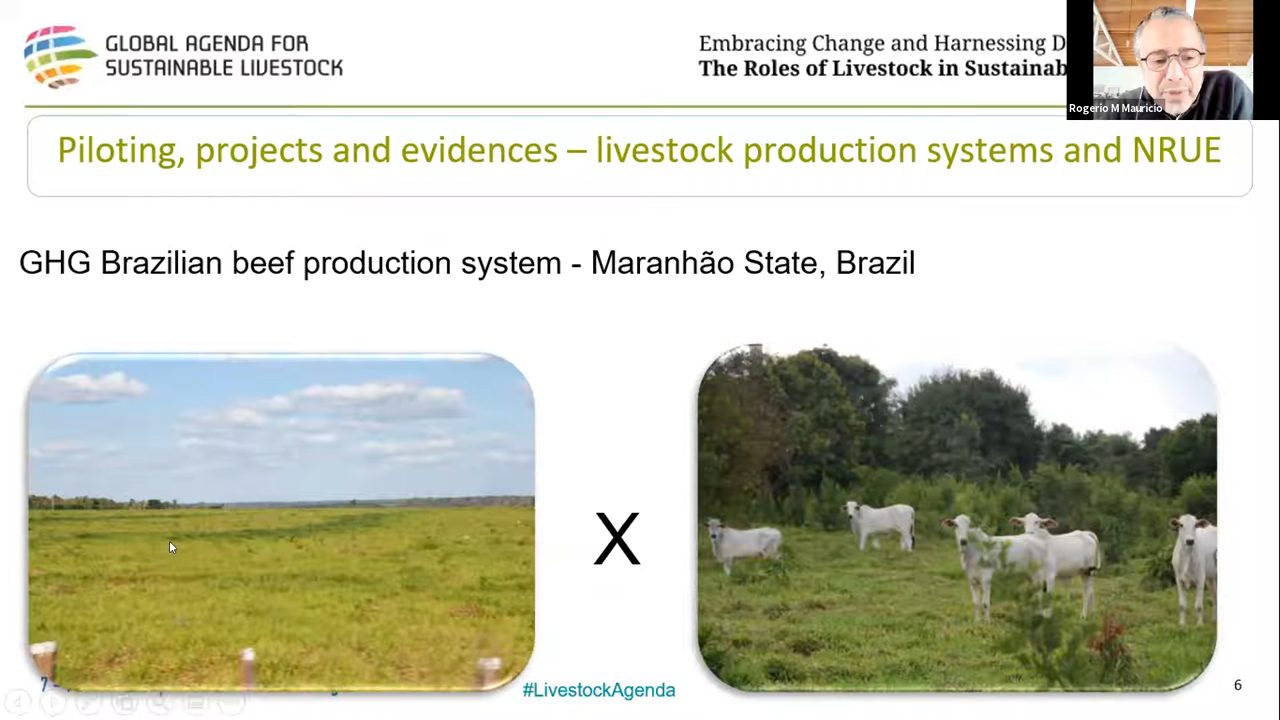 GLOBAL AGENDA FOR
SUSTAINABLE LIVESTOCK
Embracing Change and Harnessing D
The Roles of Livestock in Sustainab
Rogerio M Mauricio
Piloting, projects and evidences – livestock production systems and NRUE
GHG Brazilian beef production system - Maranhão State, Brazil
X
#LivestockAgenda
6